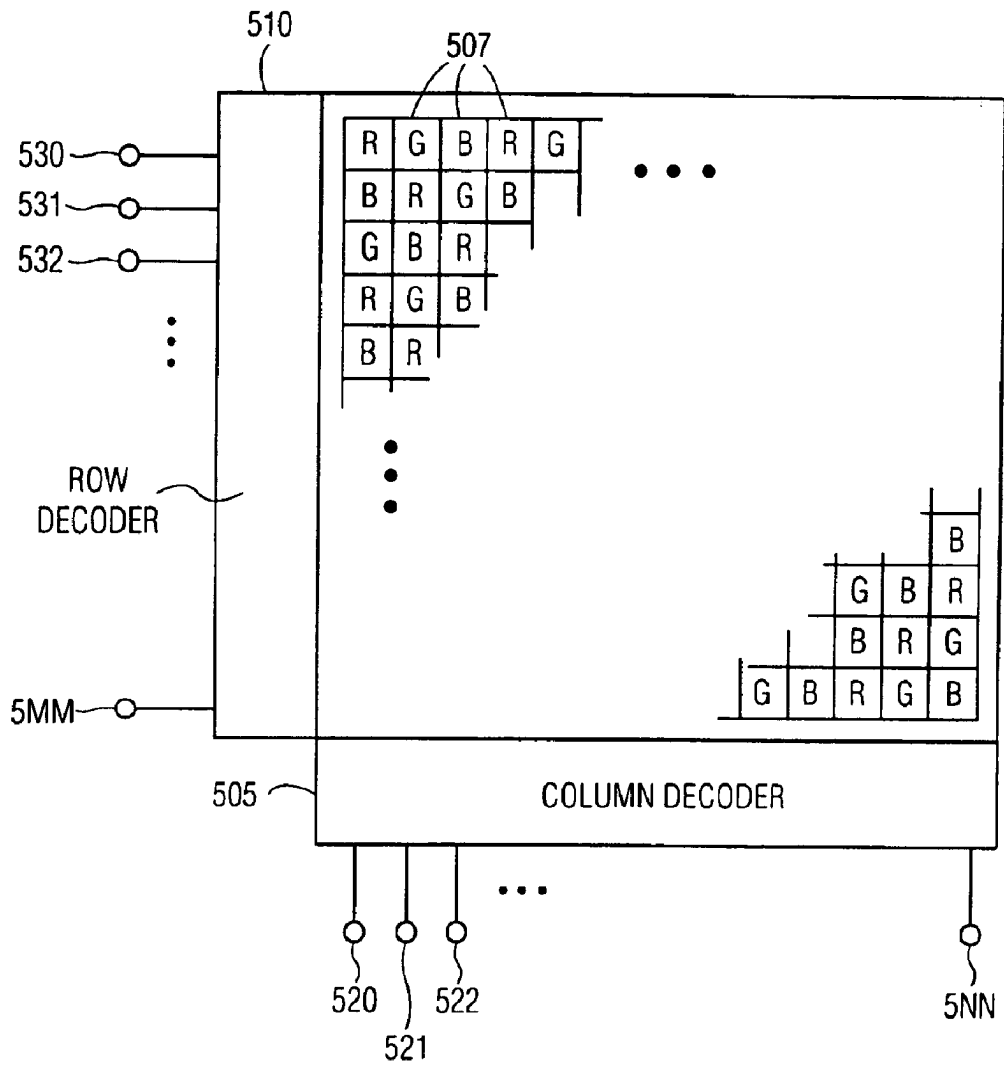 510
507
530
R G B R G
531
B R G B
532
G B R
R G B
B R
ROW
DECODER
B
G B R
B R G
5MM
G B R G B
505
COLUMN DECODER
520
521
522
5NN